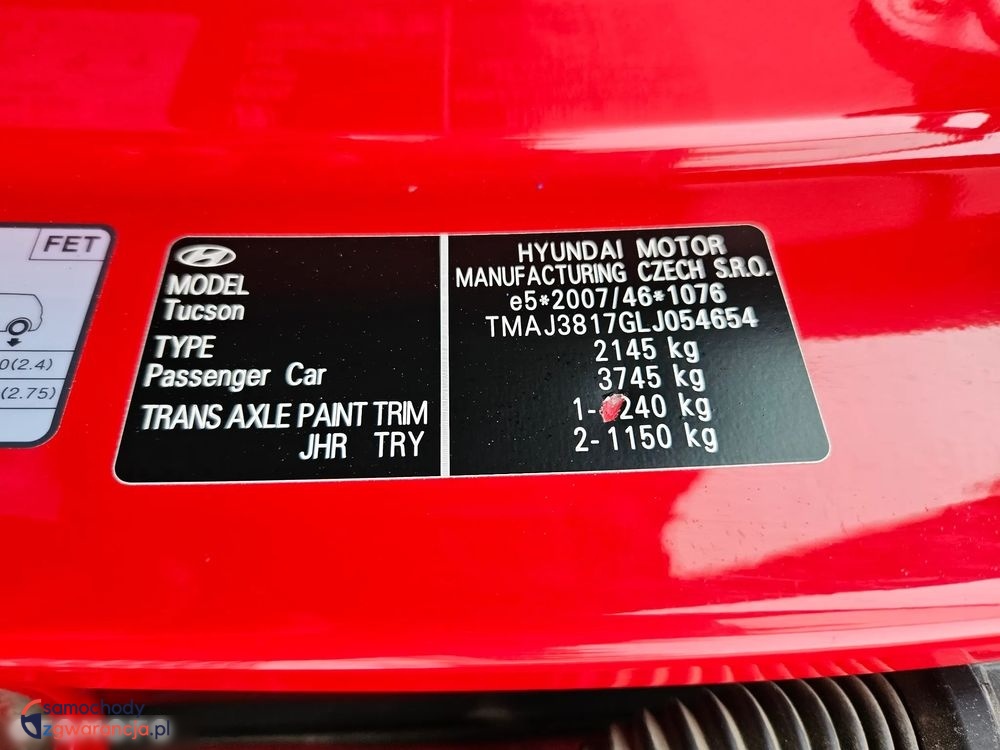 FET
0(2.4)
(2.75)
MODEL
Tucson
TYPE
Passenger Car
TRANS AXLE PAINT TRIM
JHR TRY
HYUNDAI MOTOR
MANUFACTURING CZECH S.R.O.
e5*2007/46*1076
TMAJ3817GLJ054654
2145 kg
3745 kg
1- 240 kg
2-1150 kg
samochody
zgwarancja.pl